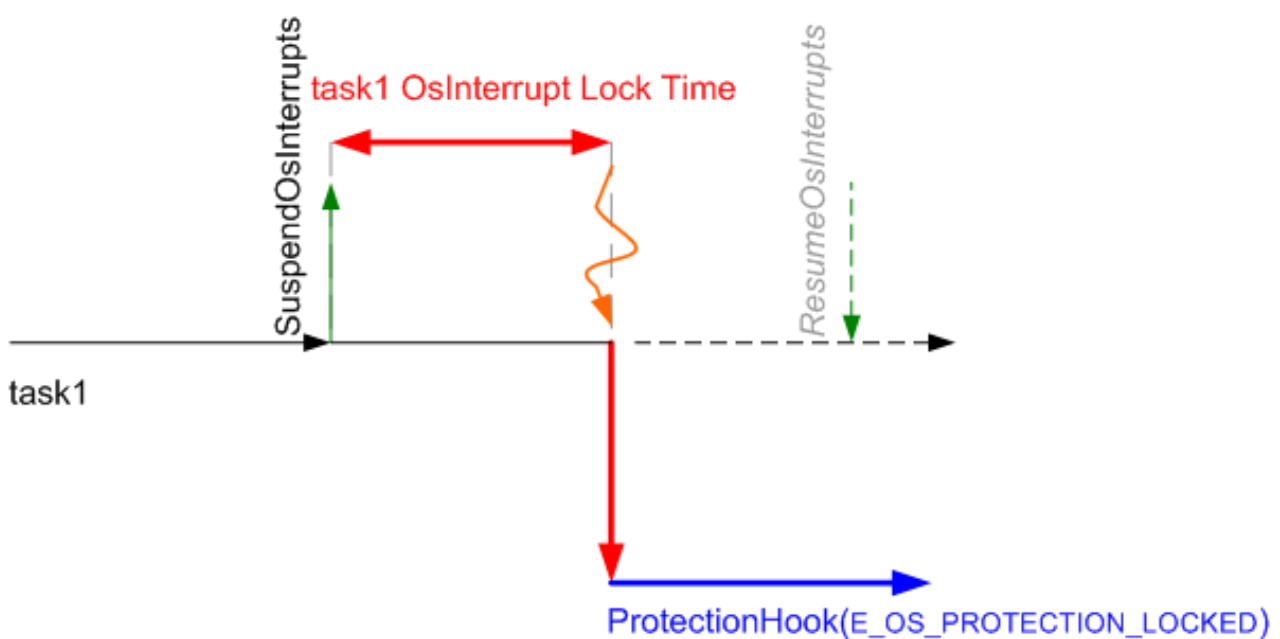 SuspendOsInterrupts
task1 OsInterrupt Lock Time
ResumeOsInterrupts
task1
ProtectionHook(E_OS_PROTECTION_LOCKED)